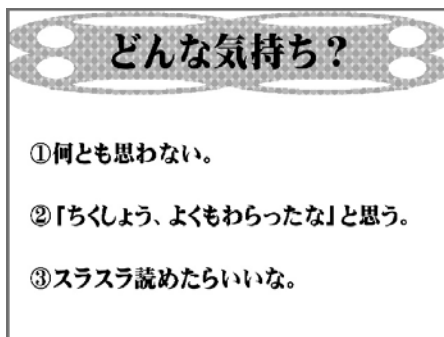 どんな気持ち？
①何とも思わない。
②「ちくしょう、よくもわらったな」と思う。
③スラスラ読めたらいいな。